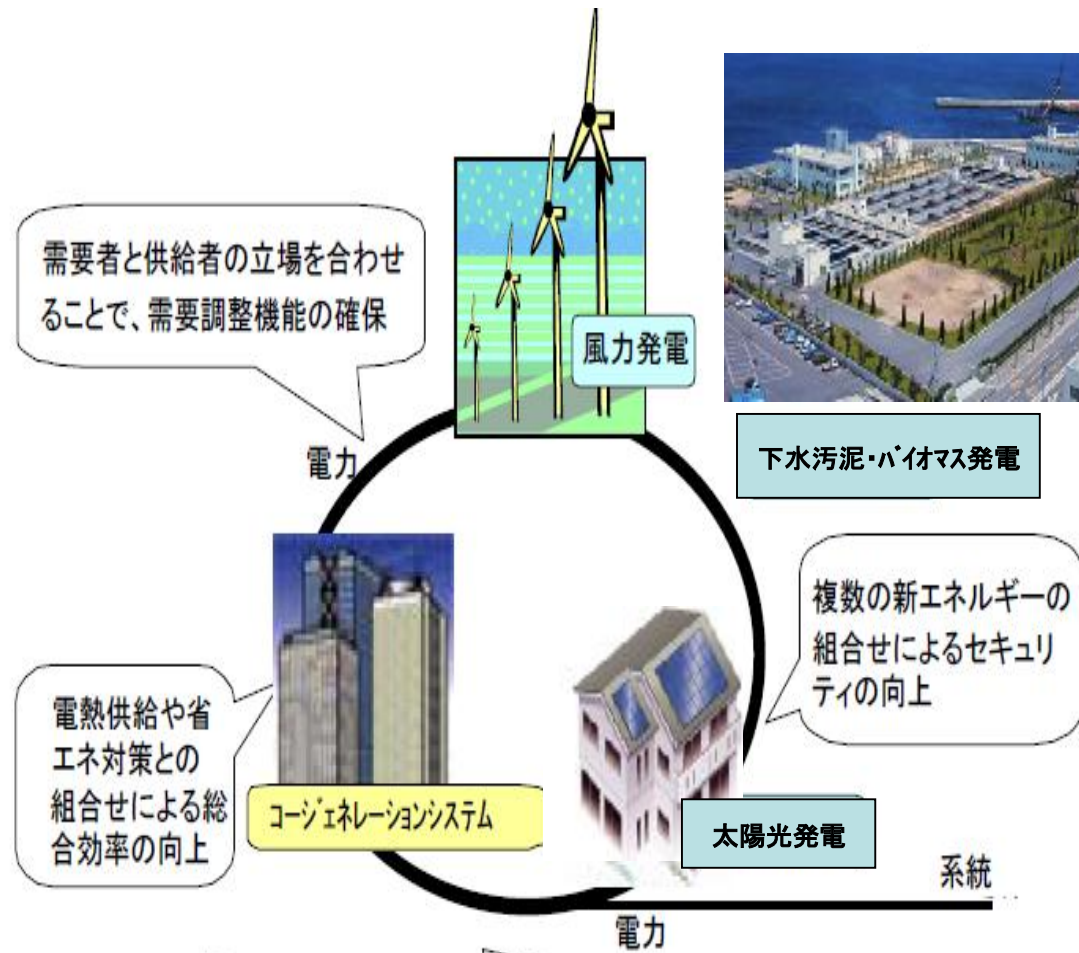 需要者と供給者の立場を合わせ
ることで、需要調整機能の確保
風力発電
下水汚泥・バイオマス発電
電力
複数の新エネルギーの
組合せによるセキュリ
ティの向上
電熱供給や省
エネ対策との
組合せによる総
合効率の向上
コージェネレーションシステム
太陽光発電
系統
電力